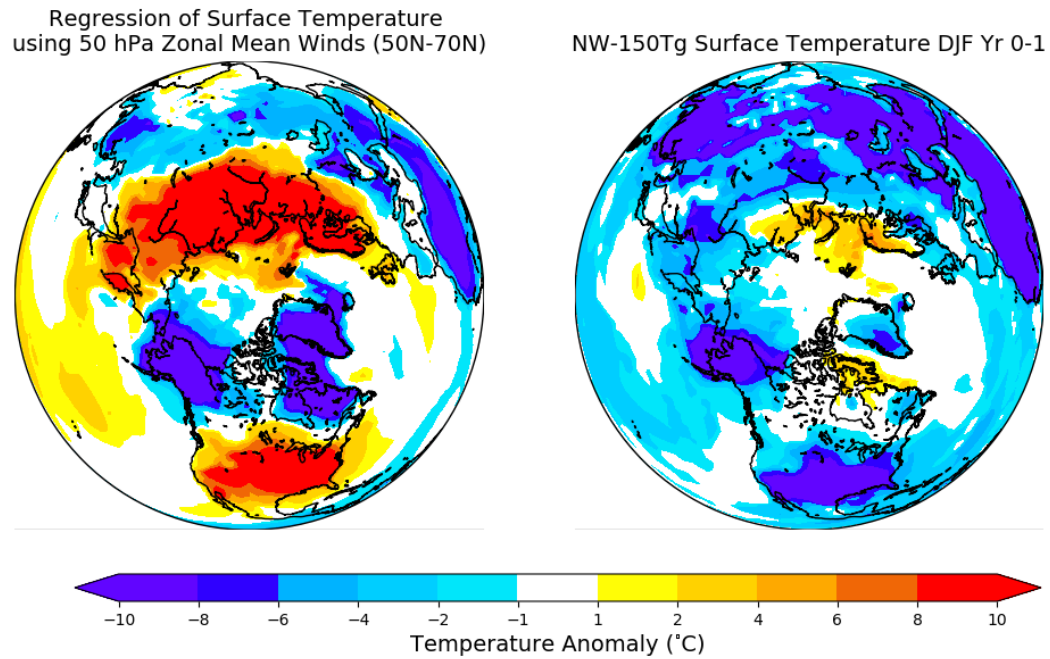 Regression of Surface Temperature
using 50 hPa Zonal Mean Winds (50N-70N)
NW-150Tg Surface Temperature DJF Yr 0-1
−10 −8 −6 −4 −2 −1 1 2 4 6 8 10
Temperature Anomaly (˚C)